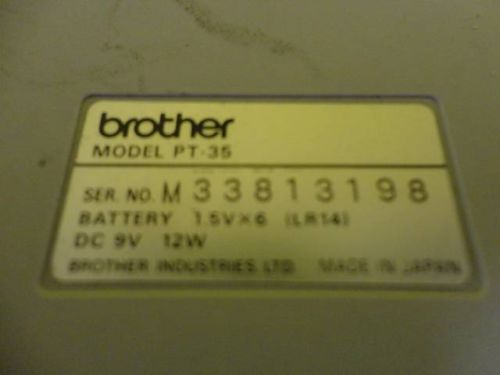 brother
MODEL PT-35
SER. NO. M33813198
BATTERY 1.5V×6 (LR14)
DC 9V 12W
BROTHER INDUSTRIES, LTD. MADE IN JAPAN